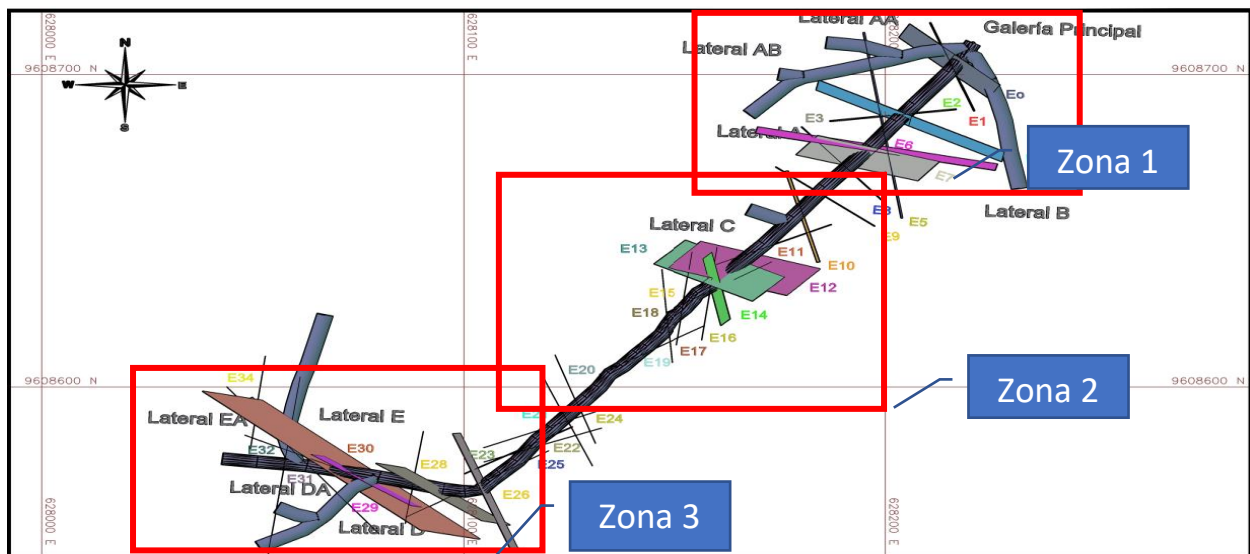 628000 E
628100 E
628200 E
Lateral AA
Galería Principal
Lateral AB
N
W
E
S
9608700 N
9608700 N
Eo
E2
E1
E3
Lateral A
E6
E7
Zona 1
E8
E5
Lateral B
E9
Lateral C
E13
E11
E10
E15
E12
E18
E14
E16
E17
E19
E20
9608600 N
9608600 N
Zona 2
E34
Lateral EA
Lateral E
E24
E32
E30
E28
E23
E22
E25
E31
Lateral DA
E29
E26
Lateral D
Zona 3
628000 E
628200 E